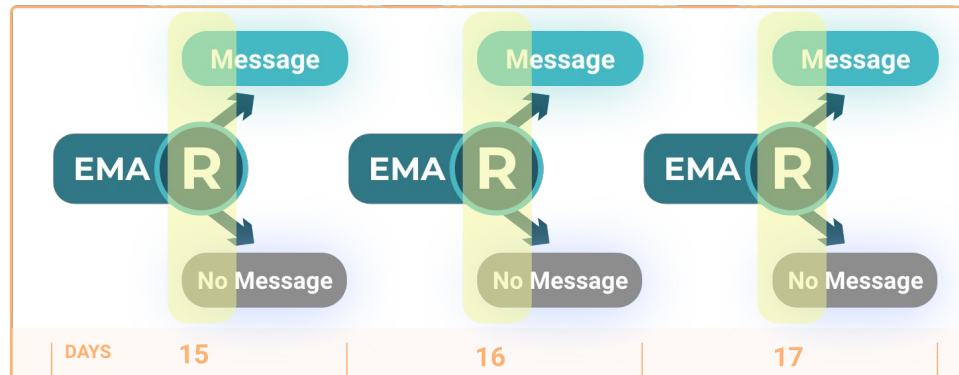 Message Message Message
EMA R EMA R EMA R
No Message No Message No Message
DAYS 15 16 17